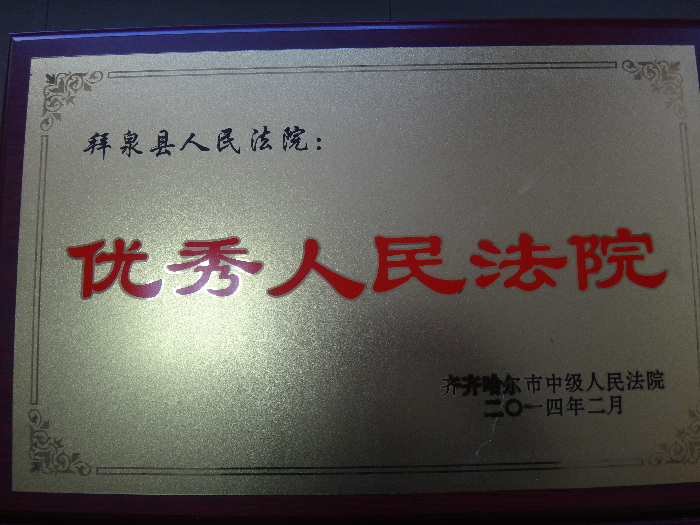 拜泉县人民法院：
优秀人民法院
齐齐哈尔市中级人民法院
二〇一四年二月